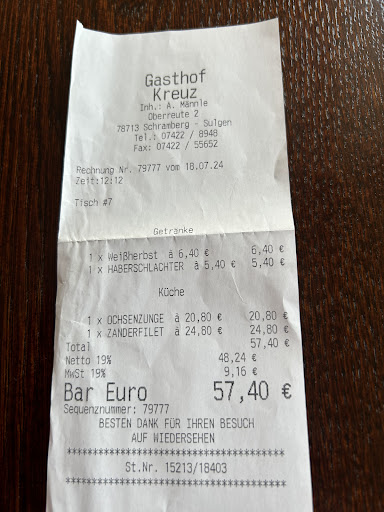 Gasthof
Kreuz
Inh.: A. Männle
Oberreute 2
78713 Schramberg - Sulgen
Tel.: 07422 / 8948
Fax: 07422 / 55652
Rechnung Nr. 79777 vom 18.07.24
Zeit:12:12
Tisch #7
Getränke
1 x Weißherbst à 6,40 € 6,40 €
1 x HABERSCHLACHTER à 5,40 € 5,40 €
Küche
1 x OCHSENZUNGE à 20,80 € 20,80 €
1 x ZANDERFILET à 24,80 € 24,80 €
Total 57,40 €
Netto 19% 48,24 €
MwSt 19% 9,16 €
Bar Euro 57,40 €
Sequenznummer: 79777
BESTEN DANK FÜR IHREN BESUCH
AUF WIEDERSEHEN
****************************************
St.Nr. 15213/18403
****************************************